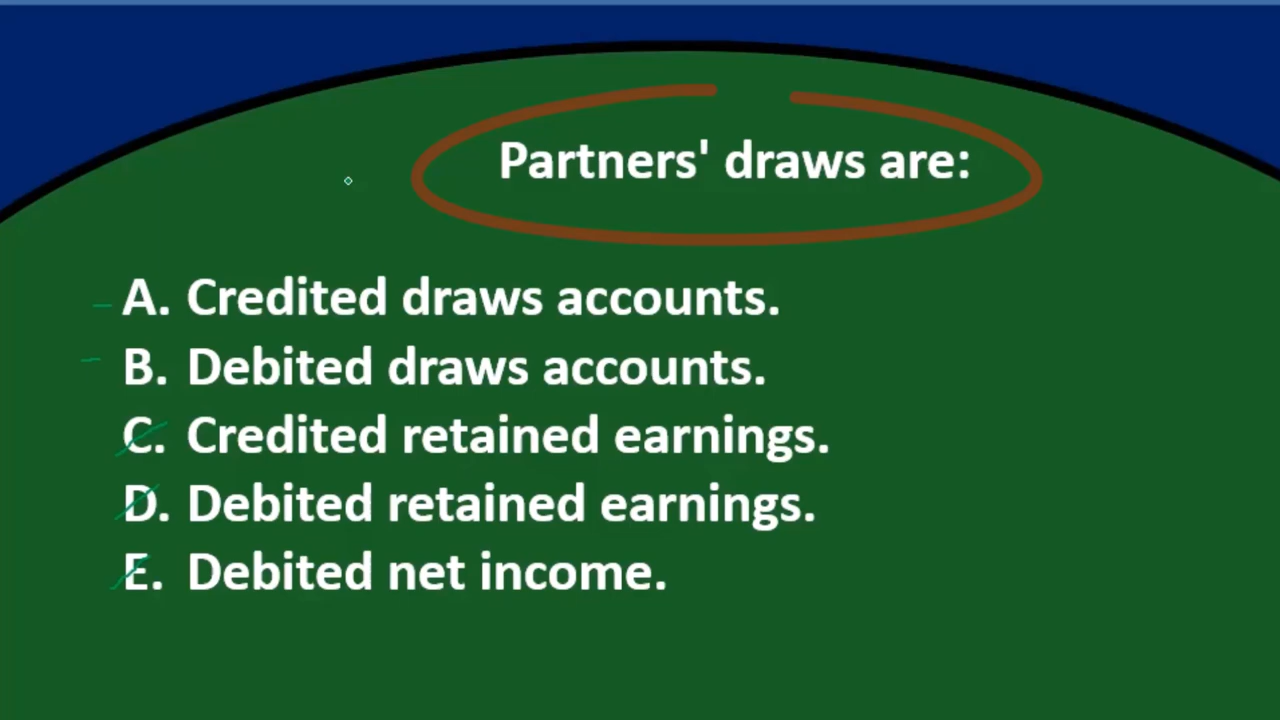 Partners' draws are:
A. Credited draws accounts.
B. Debited draws accounts.
C. Credited retained earnings.
D. Debited retained earnings.
E. Debited net income.